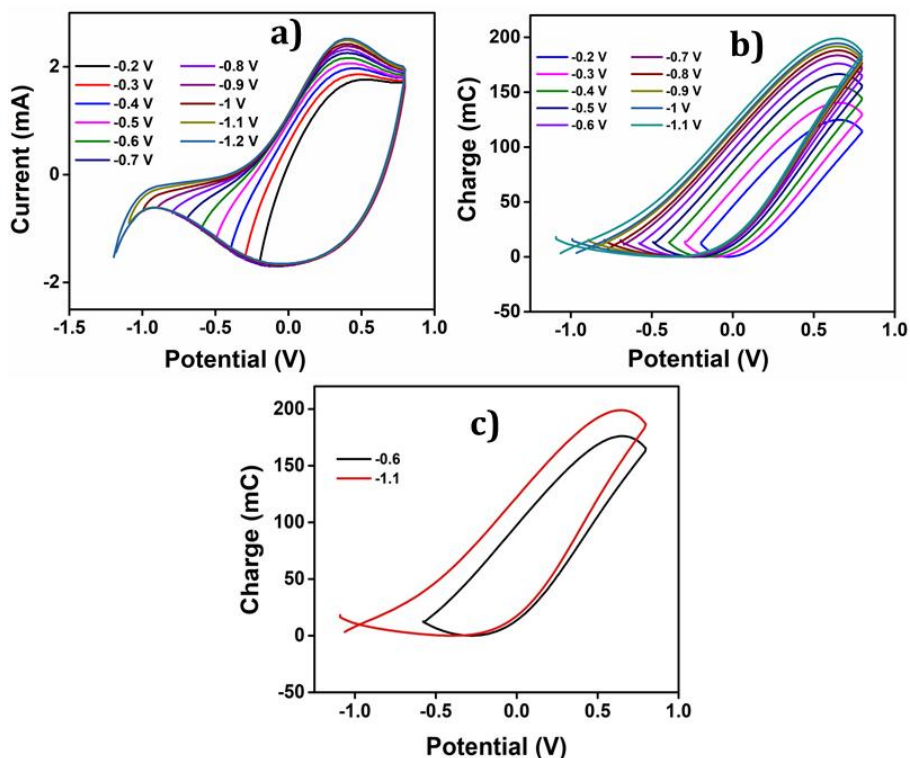 a)
-0.2 V -0.8 V
-0.3 V -0.9 V
-0.4 V -1 V
-0.5 V -1.1 V
-0.6 V -1.2 V
-0.7 V
2
0
-2
Current (mA)
-1.5 -1.0 -0.5 0.0 0.5 1.0
Potential (V)
b)
-0.2 V -0.7 V
-0.3 V -0.8 V
-0.4 V -0.9 V
-0.5 V -1 V
-0.6 V -1.1 V
200
150
100
50
0
-50
Charge (mC)
-1.0 -0.5 0.0 0.5 1.0
Potential (V)
c)
-0.6
-1.1
200
150
100
50
0
-50
Charge (mC)
-1.0 -0.5 0.0 0.5 1.0
Potential (V)